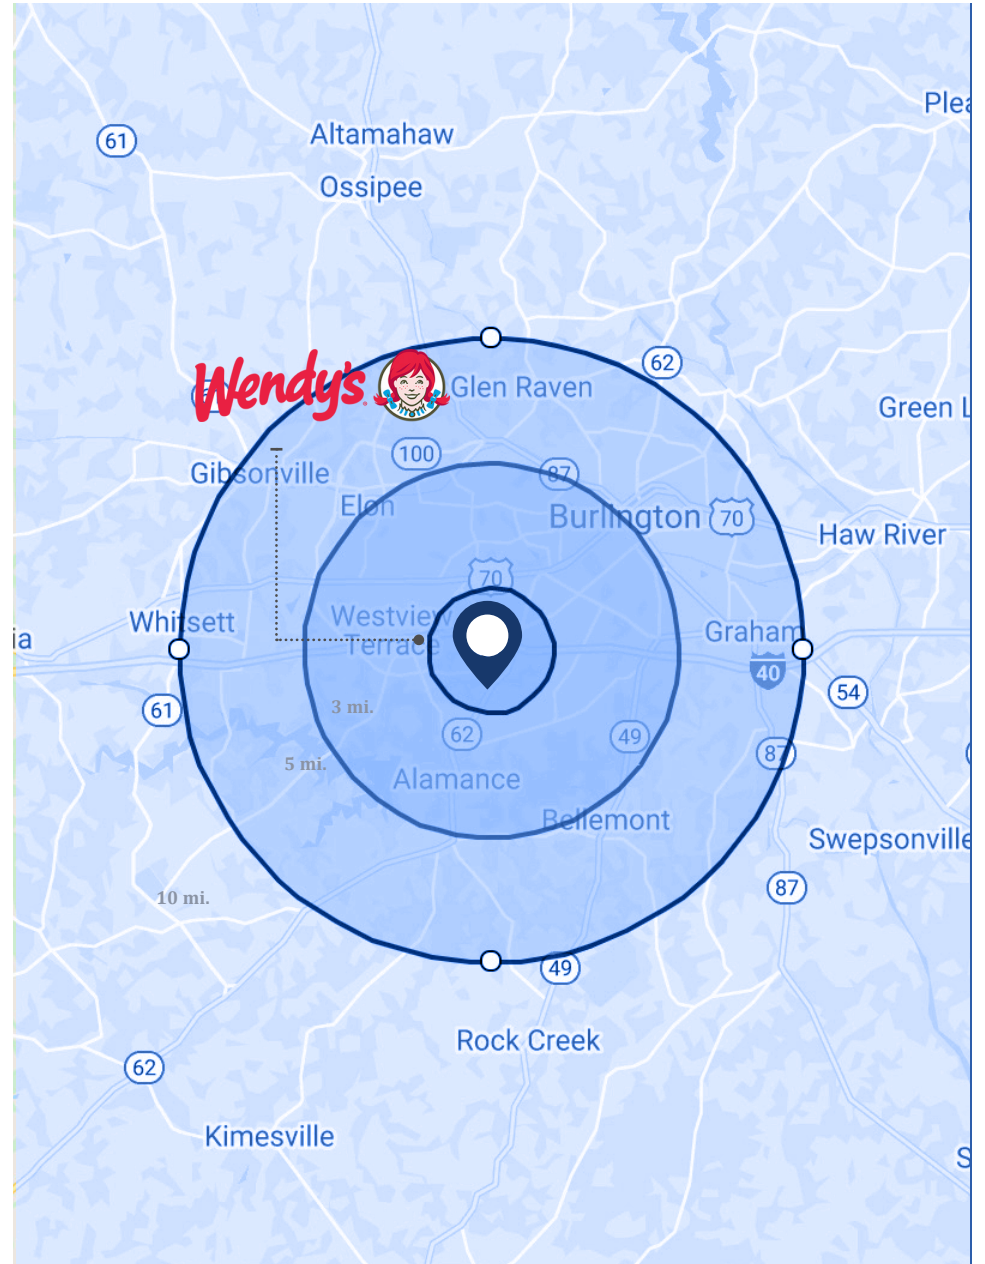 Plea
61
Altamahaw
Ossipee
62
Wendy's
Glen Raven
Green L
100
Gibsonville
87
Elon
Burlington
70
Haw River
70
Westview
Terrace
Whitsett
Graham
ia
40
54
61
3 mi.
62
49
87
5 mi.
Alamance
Bellemont
Swepsonville
87
10 mi.
49
Rock Creek
62
Kimesville
S